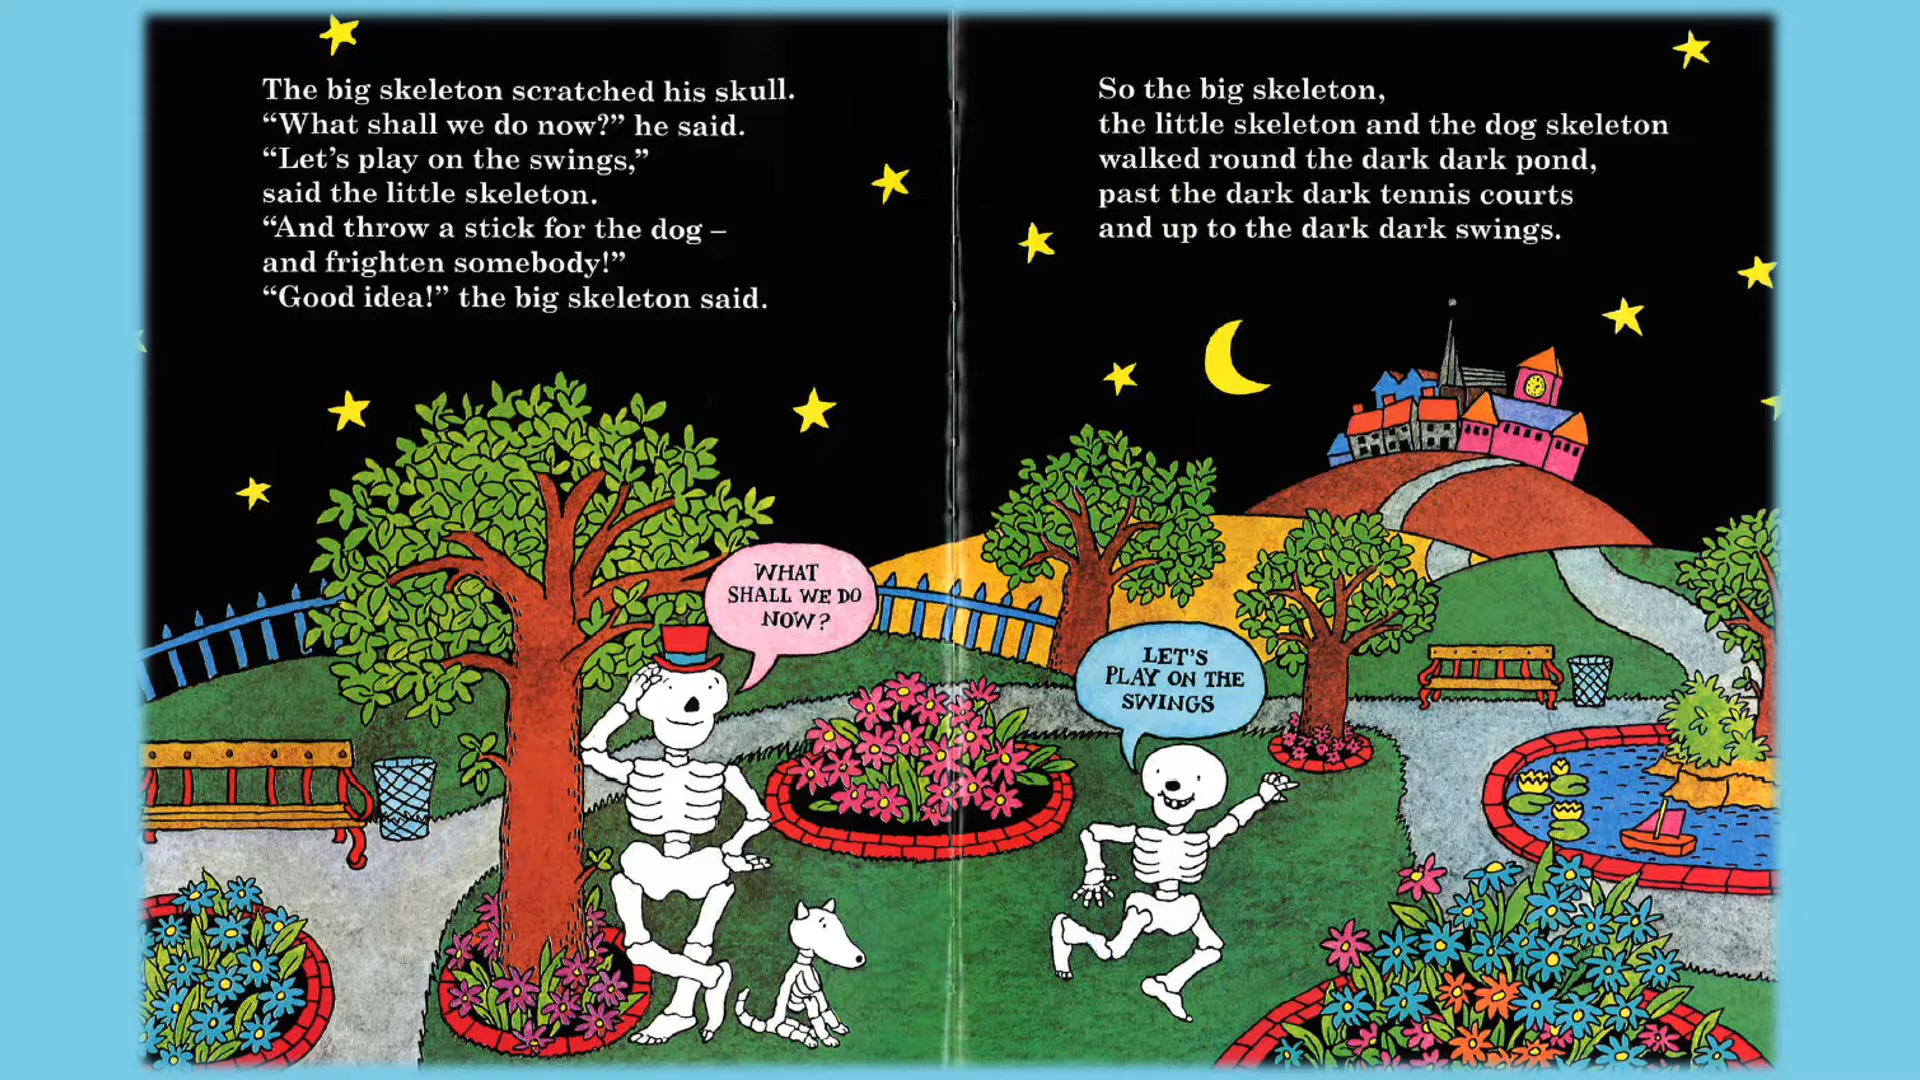 The big skeleton scratched his skull.
“What shall we do now?” he said.
“Let’s play on the swings,”
said the little skeleton.
“And throw a stick for the dog –
and frighten somebody!”
“Good idea!” the big skeleton said.
So the big skeleton,
the little skeleton and the dog skeleton
walked round the dark dark pond,
past the dark dark tennis courts
and up to the dark dark swings.
WHAT
SHALL WE DO
NOW?
LET’S
PLAY ON THE
SWINGS